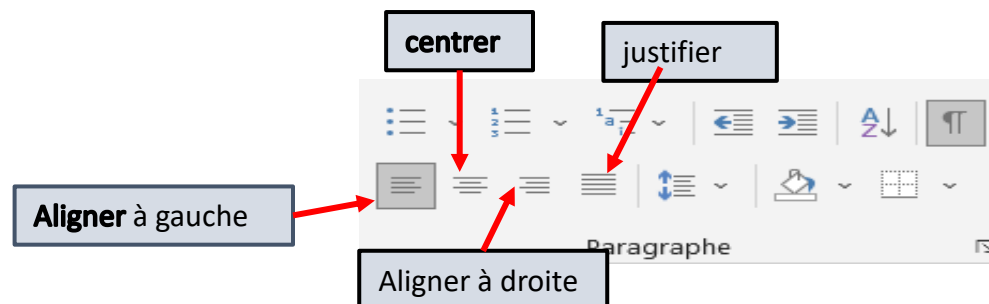 centrer
justifier
Aligner à gauche
Paragraphe
Aligner à droite